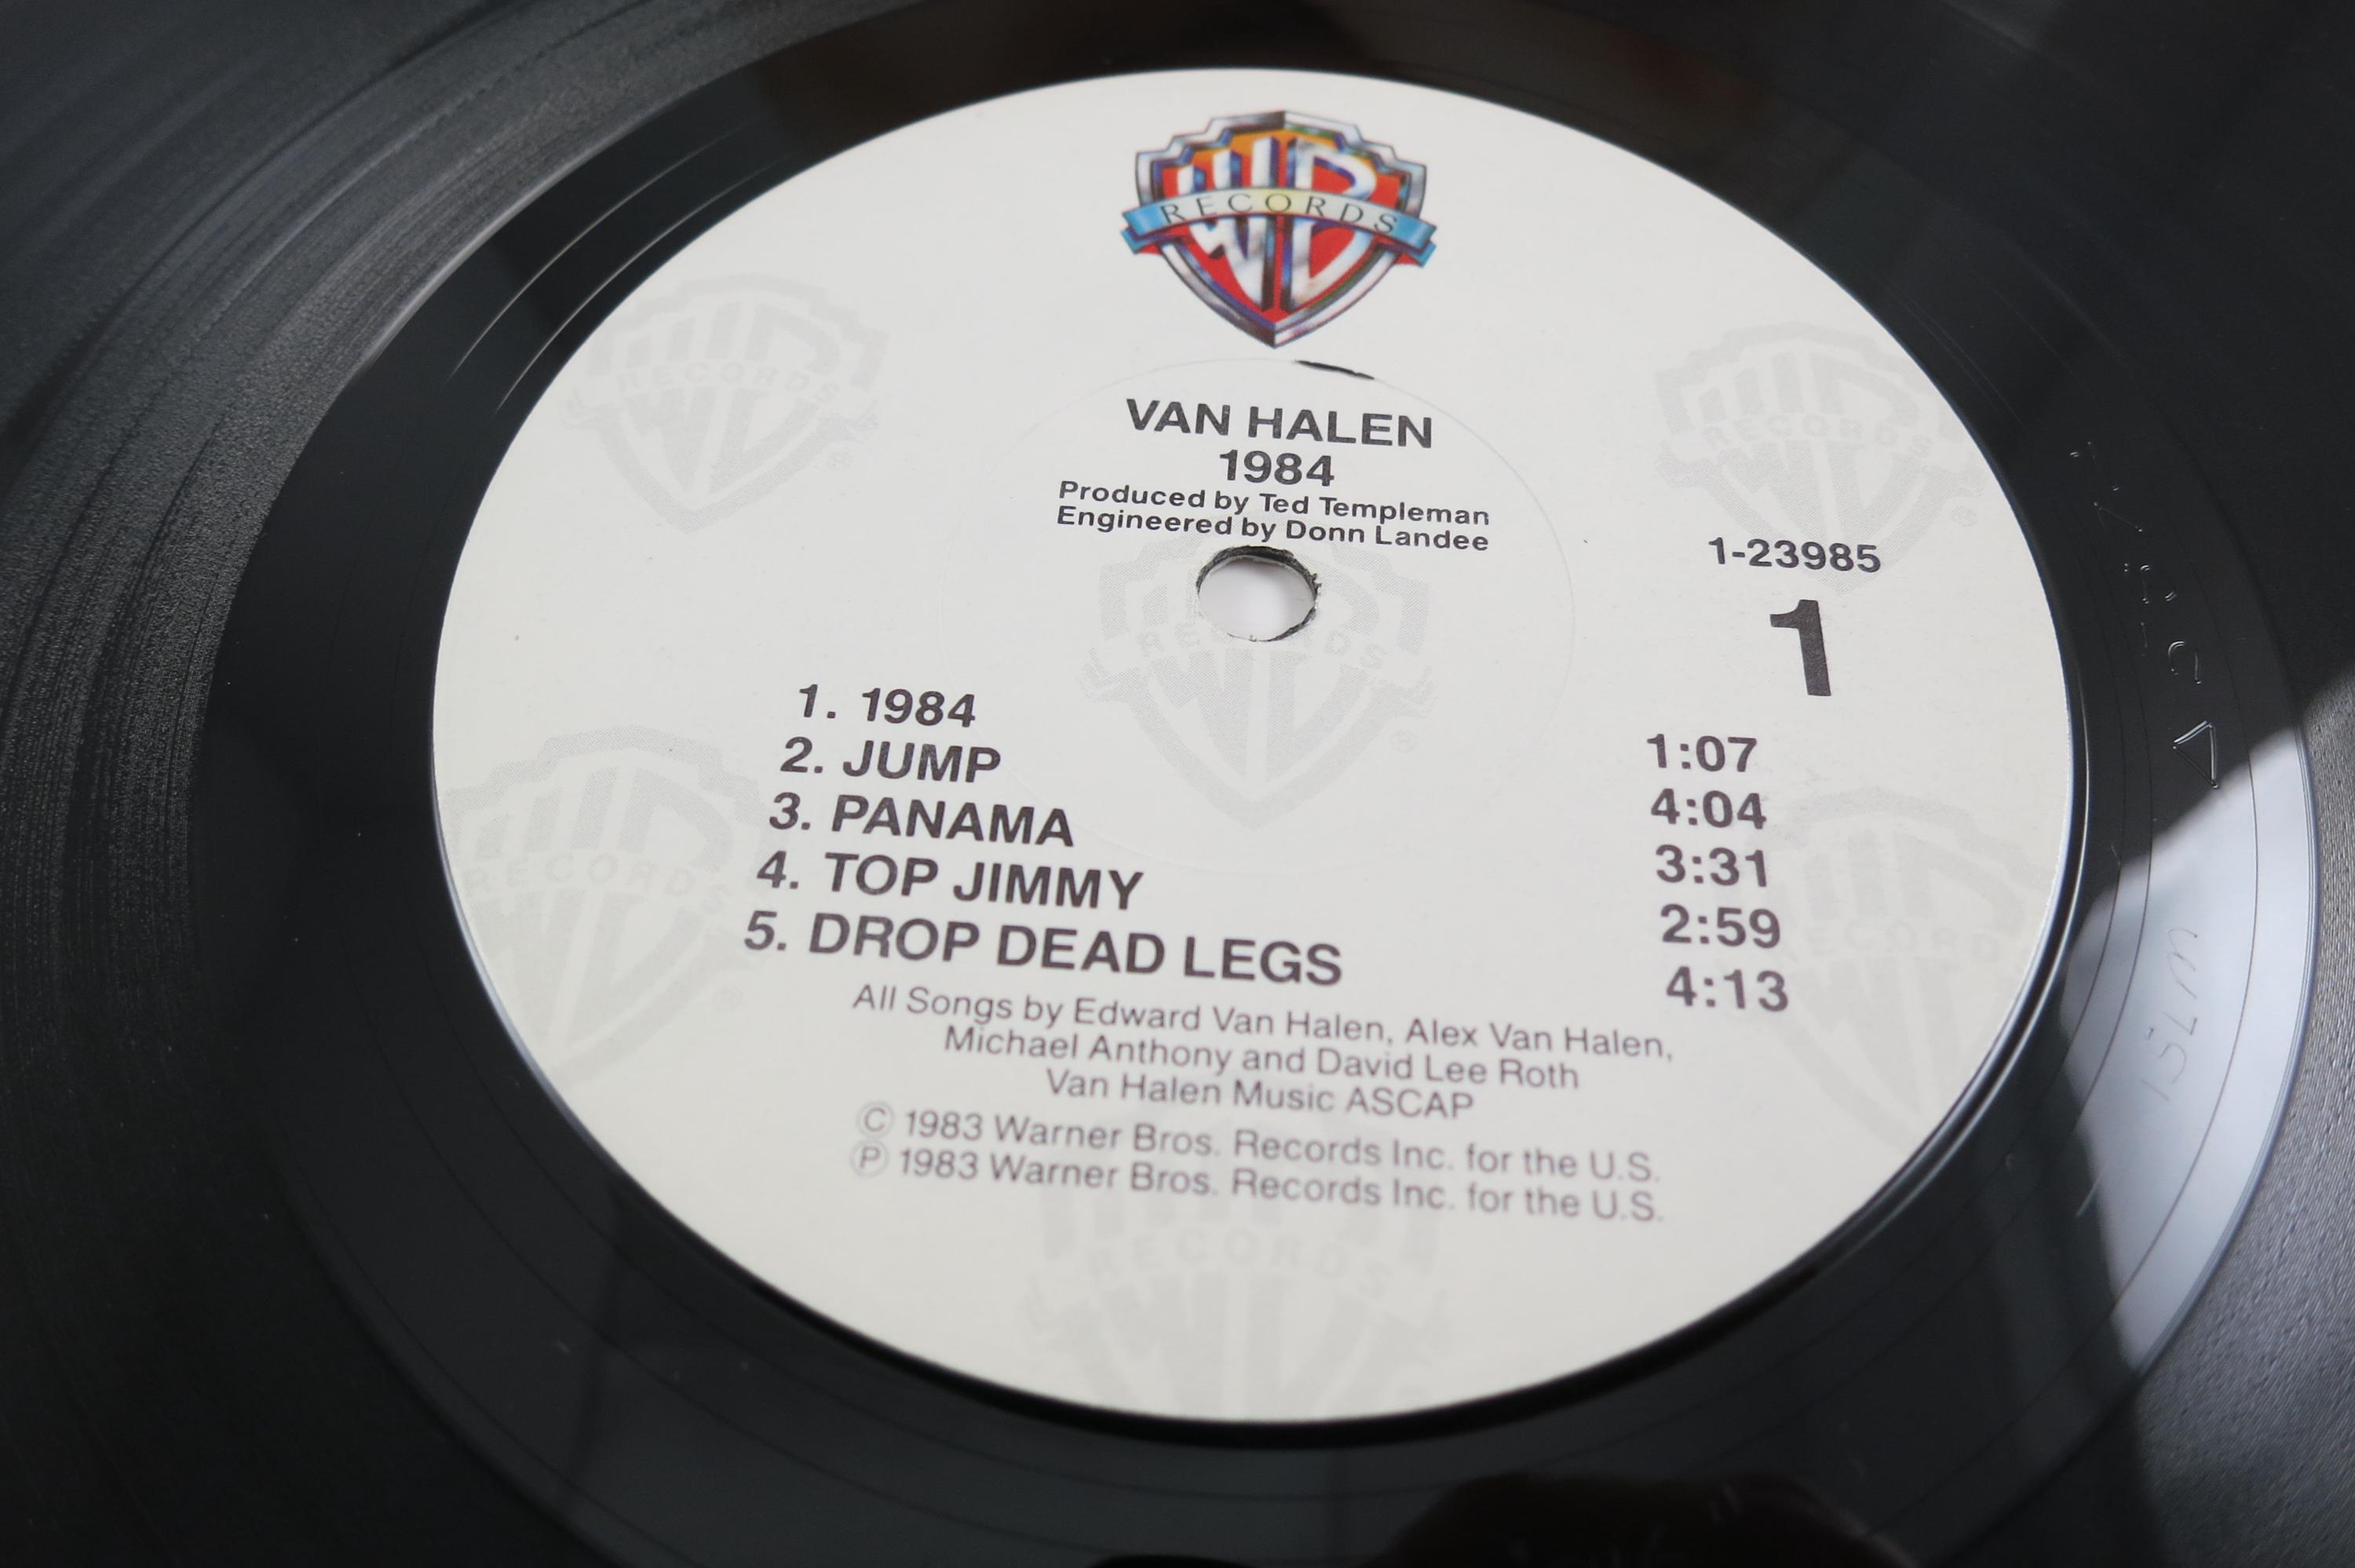 WB
RECORDS
VAN HALEN
1984
Produced by Ted Templeman
Engineered by Donn Landee
1-23985
1
1. 1984 1:07
2. JUMP 4:04
3. PANAMA 3:31
4. TOP JIMMY 2:59
5. DROP DEAD LEGS 4:13
All Songs by Edward Van Halen, Alex Van Halen,
Michael Anthony and David Lee Roth
Van Halen Music ASCAP
Ⓒ 1983 Warner Bros. Records Inc. for the U.S.
Ⓟ 1983 Warner Bros. Records Inc. for the U.S.